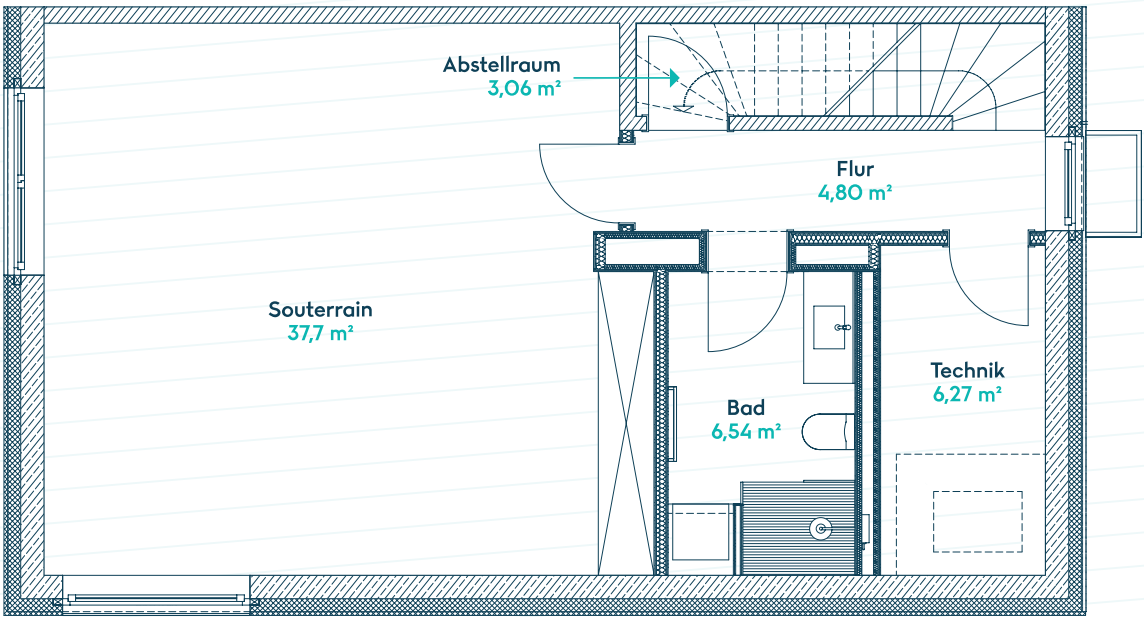 Abstellraum
3,06 m²
Flur
4,80 m²
Souterrain
37,7 m²
Technik
6,27 m²
Bad
6,54 m²